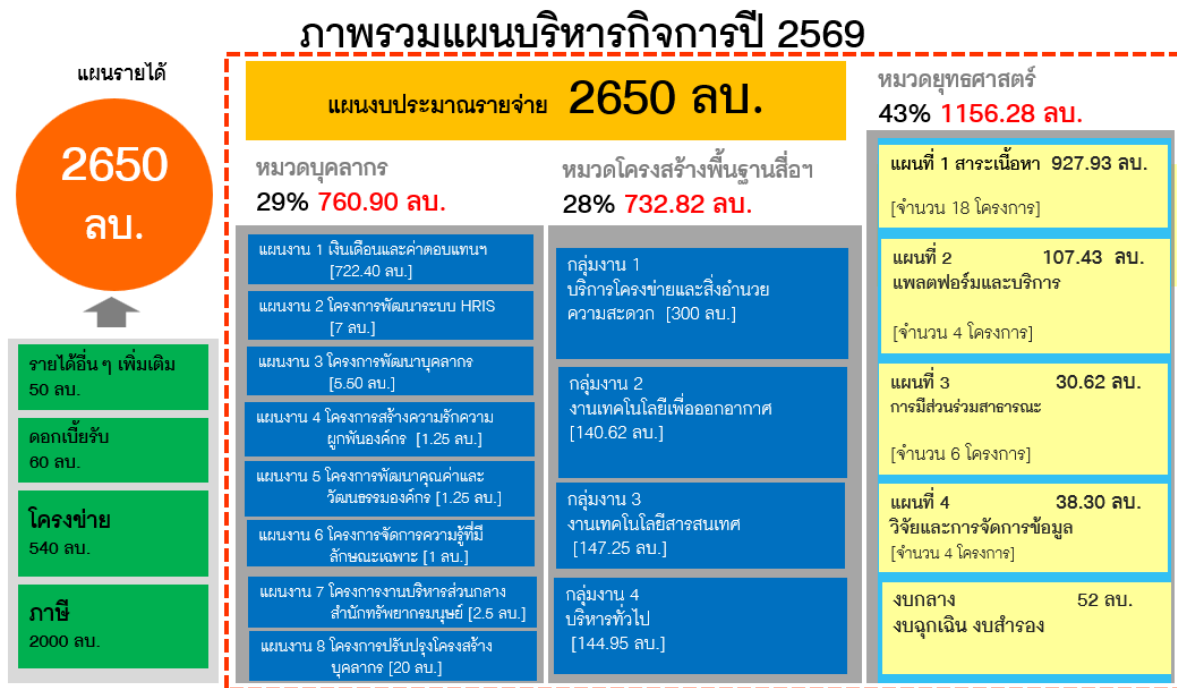 ภาพรวมแผนบริหารกิจการปี 2569
แผนรายได้
2650
ลบ.
รายได้อื่น ๆ เพิ่มเติม
50 ลบ.
ดอกเบี้ยรับ
60 ลบ.
โครงข่าย
540 ลบ.
ภาษี
2000 ลบ.
แผนงบประมาณรายจ่าย 2650 ลบ.
หมวดบุคลากร
29% 760.90 ลบ.
แผนงาน 1 เงินเดือนและค่าตอบแทนฯ
[722.40 ลบ.]
แผนงาน 2 โครงการพัฒนาระบบ HRIS
[7 ลบ.]
แผนงาน 3 โครงการพัฒนาบุคลากร
[5.50 ลบ.]
แผนงาน 4 โครงการสร้างความรักความ
ผูกพันองค์กร [1.25 ลบ.]
แผนงาน 5 โครงการพัฒนาคุณค่าและ
วัฒนธรรมองค์กร [1.25 ลบ.]
แผนงาน 6 โครงการจัดการความรู้ที่มี
ลักษณะเฉพาะ [1 ลบ.]
แผนงาน 7 โครงการงานบริหารส่วนกลาง
สำนักทรัพยากรมนุษย์ [2.5 ลบ.]
แผนงาน 8 โครงการปรับปรุงโครงสร้าง
บุคลากร [20 ลบ.]
หมวดโครงสร้างพื้นฐานสื่อฯ
28% 732.82 ลบ.
กลุ่มงาน 1
บริการโครงข่ายและสิ่งอำนวย
ความสะดวก [300 ลบ.]
กลุ่มงาน 2
งานเทคโนโลยีเพื่อออกอากาศ
[140.62 ลบ.]
กลุ่มงาน 3
งานเทคโนโลยีสารสนเทศ
[147.25 ลบ.]
กลุ่มงาน 4
บริหารทั่วไป
[144.95 ลบ.]
หมวดยุทธศาสตร์
43% 1156.28 ลบ.
แผนที่ 1 สาระเนื้อหา 927.93 ลบ.
[จำนวน 18 โครงการ]
แผนที่ 2 107.43 ลบ.
แพลตฟอร์มและบริการ
[จำนวน 4 โครงการ]
แผนที่ 3 30.62 ลบ.
การมีส่วนร่วมสาธารณะ
[จำนวน 6 โครงการ]
แผนที่ 4 38.30 ลบ.
วิจัยและการจัดการข้อมูล
[จำนวน 4 โครงการ]
งบกลาง 52 ลบ.
งบฉุกเฉิน งบสำรอง